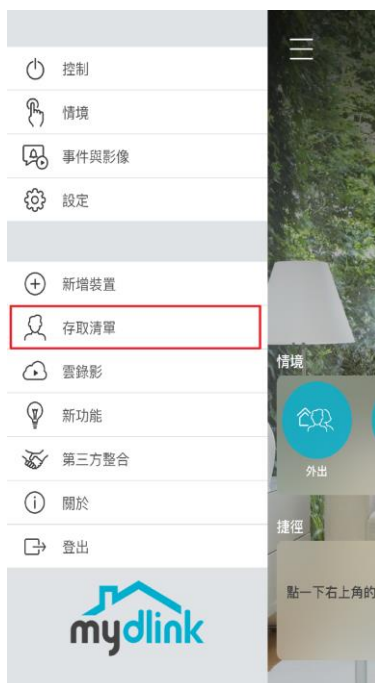 控制
情境
事件與影像
設定
新增裝置
存取清單
雲錄影
新功能
第三方整合
關於
登出
mydlink
情境
外出
捷徑
點一下右上角的